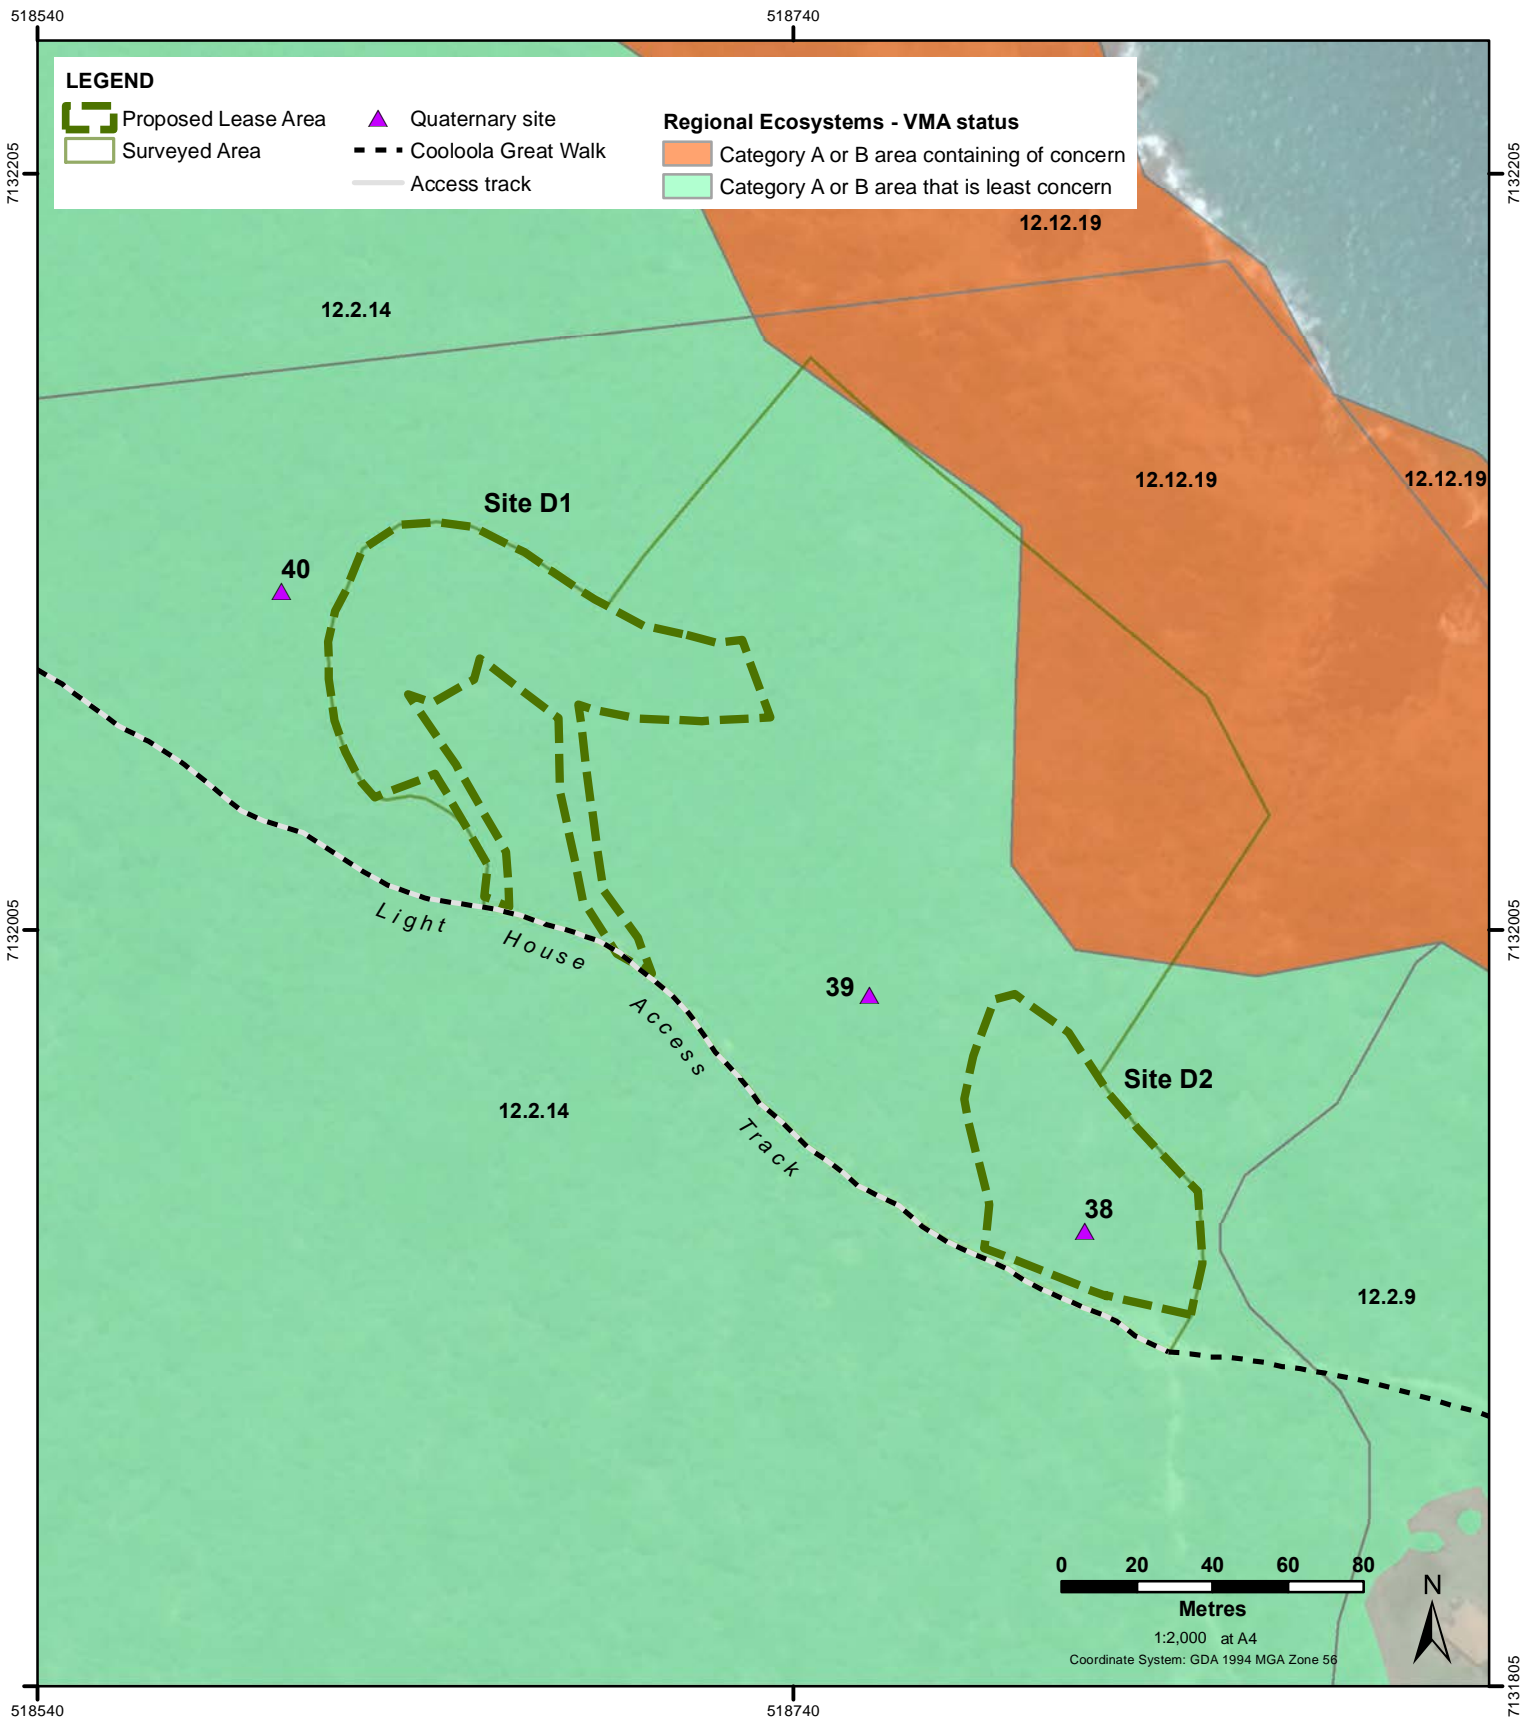 518540
518740
LEGEND
Proposed Lease Area
Surveyed Area
Quaternary site
Cooloola Great Walk
Access track
Regional Ecosystems - VMA status
Category A or B area containing of concern
Category A or B area that is least concern
7132205
7132205
12.12.19
12.2.14
12.12.19
12.12.19
Site D1
40
7132005
7132005
Light
House
Access
Track
39
Site D2
12.2.14
38
12.2.9
0 20 40 60 80
Metres
1:2,000 at A4
Coordinate System: GDA 1994 MGA Zone 56
N
7131805
518540
518740